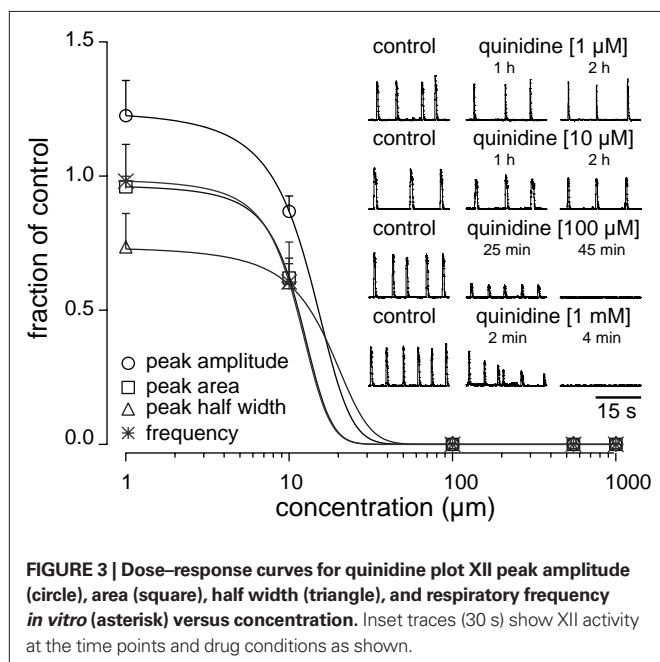 control quinidine [1 µM]
1 h 2 h
control quinidine [10 µM]
1 h 2 h
control quinidine [100 µM]
25 min 45 min
control quinidine [1 mM]
2 min 4 min
15 s
1.5
1.0
0.5
0.0
fraction of control
peak amplitude
peak area
peak half width
frequency
1 10 100 1000
concentration (µm)
FIGURE 3 | Dose–response curves for quinidine plot XII peak amplitude
(circle), area (square), half width (triangle), and respiratory frequency
in vitro (asterisk) versus concentration. Inset traces (30 s) show XII activity
at the time points and drug conditions as shown.